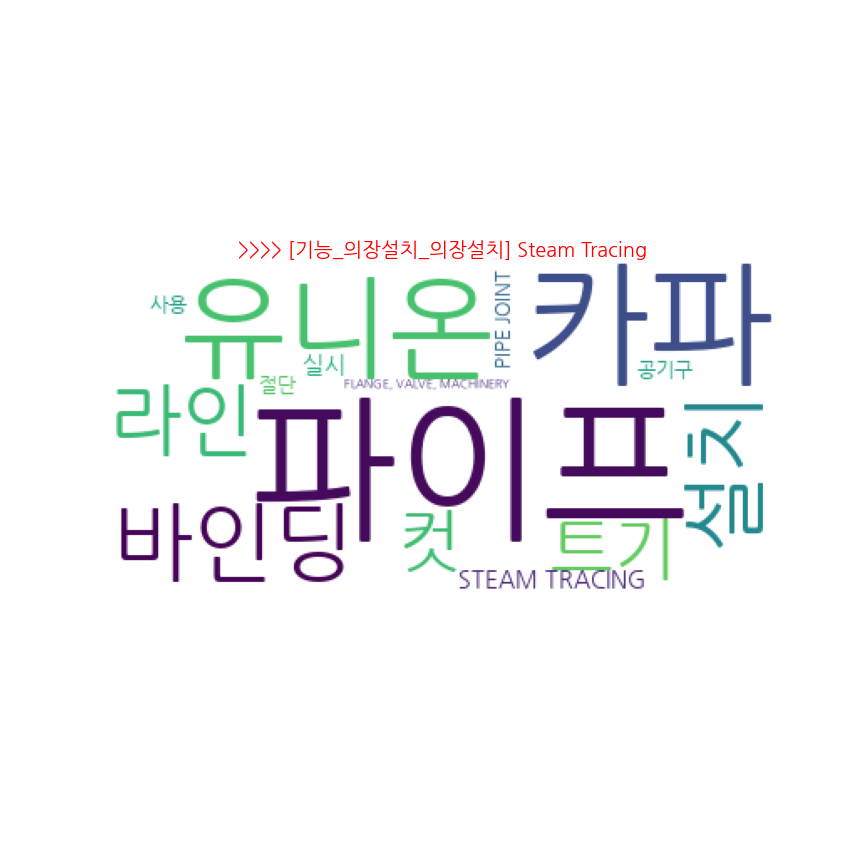 >>>> [기능_의장설치_의장설치] Steam Tracing
사용
유니온
PIPE JOINT
카파
실시
공기구
절단
FLANGE, VALVE, MACHINERY
라인
파이프
설치
바인딩
컷
트기
STEAM TRACING